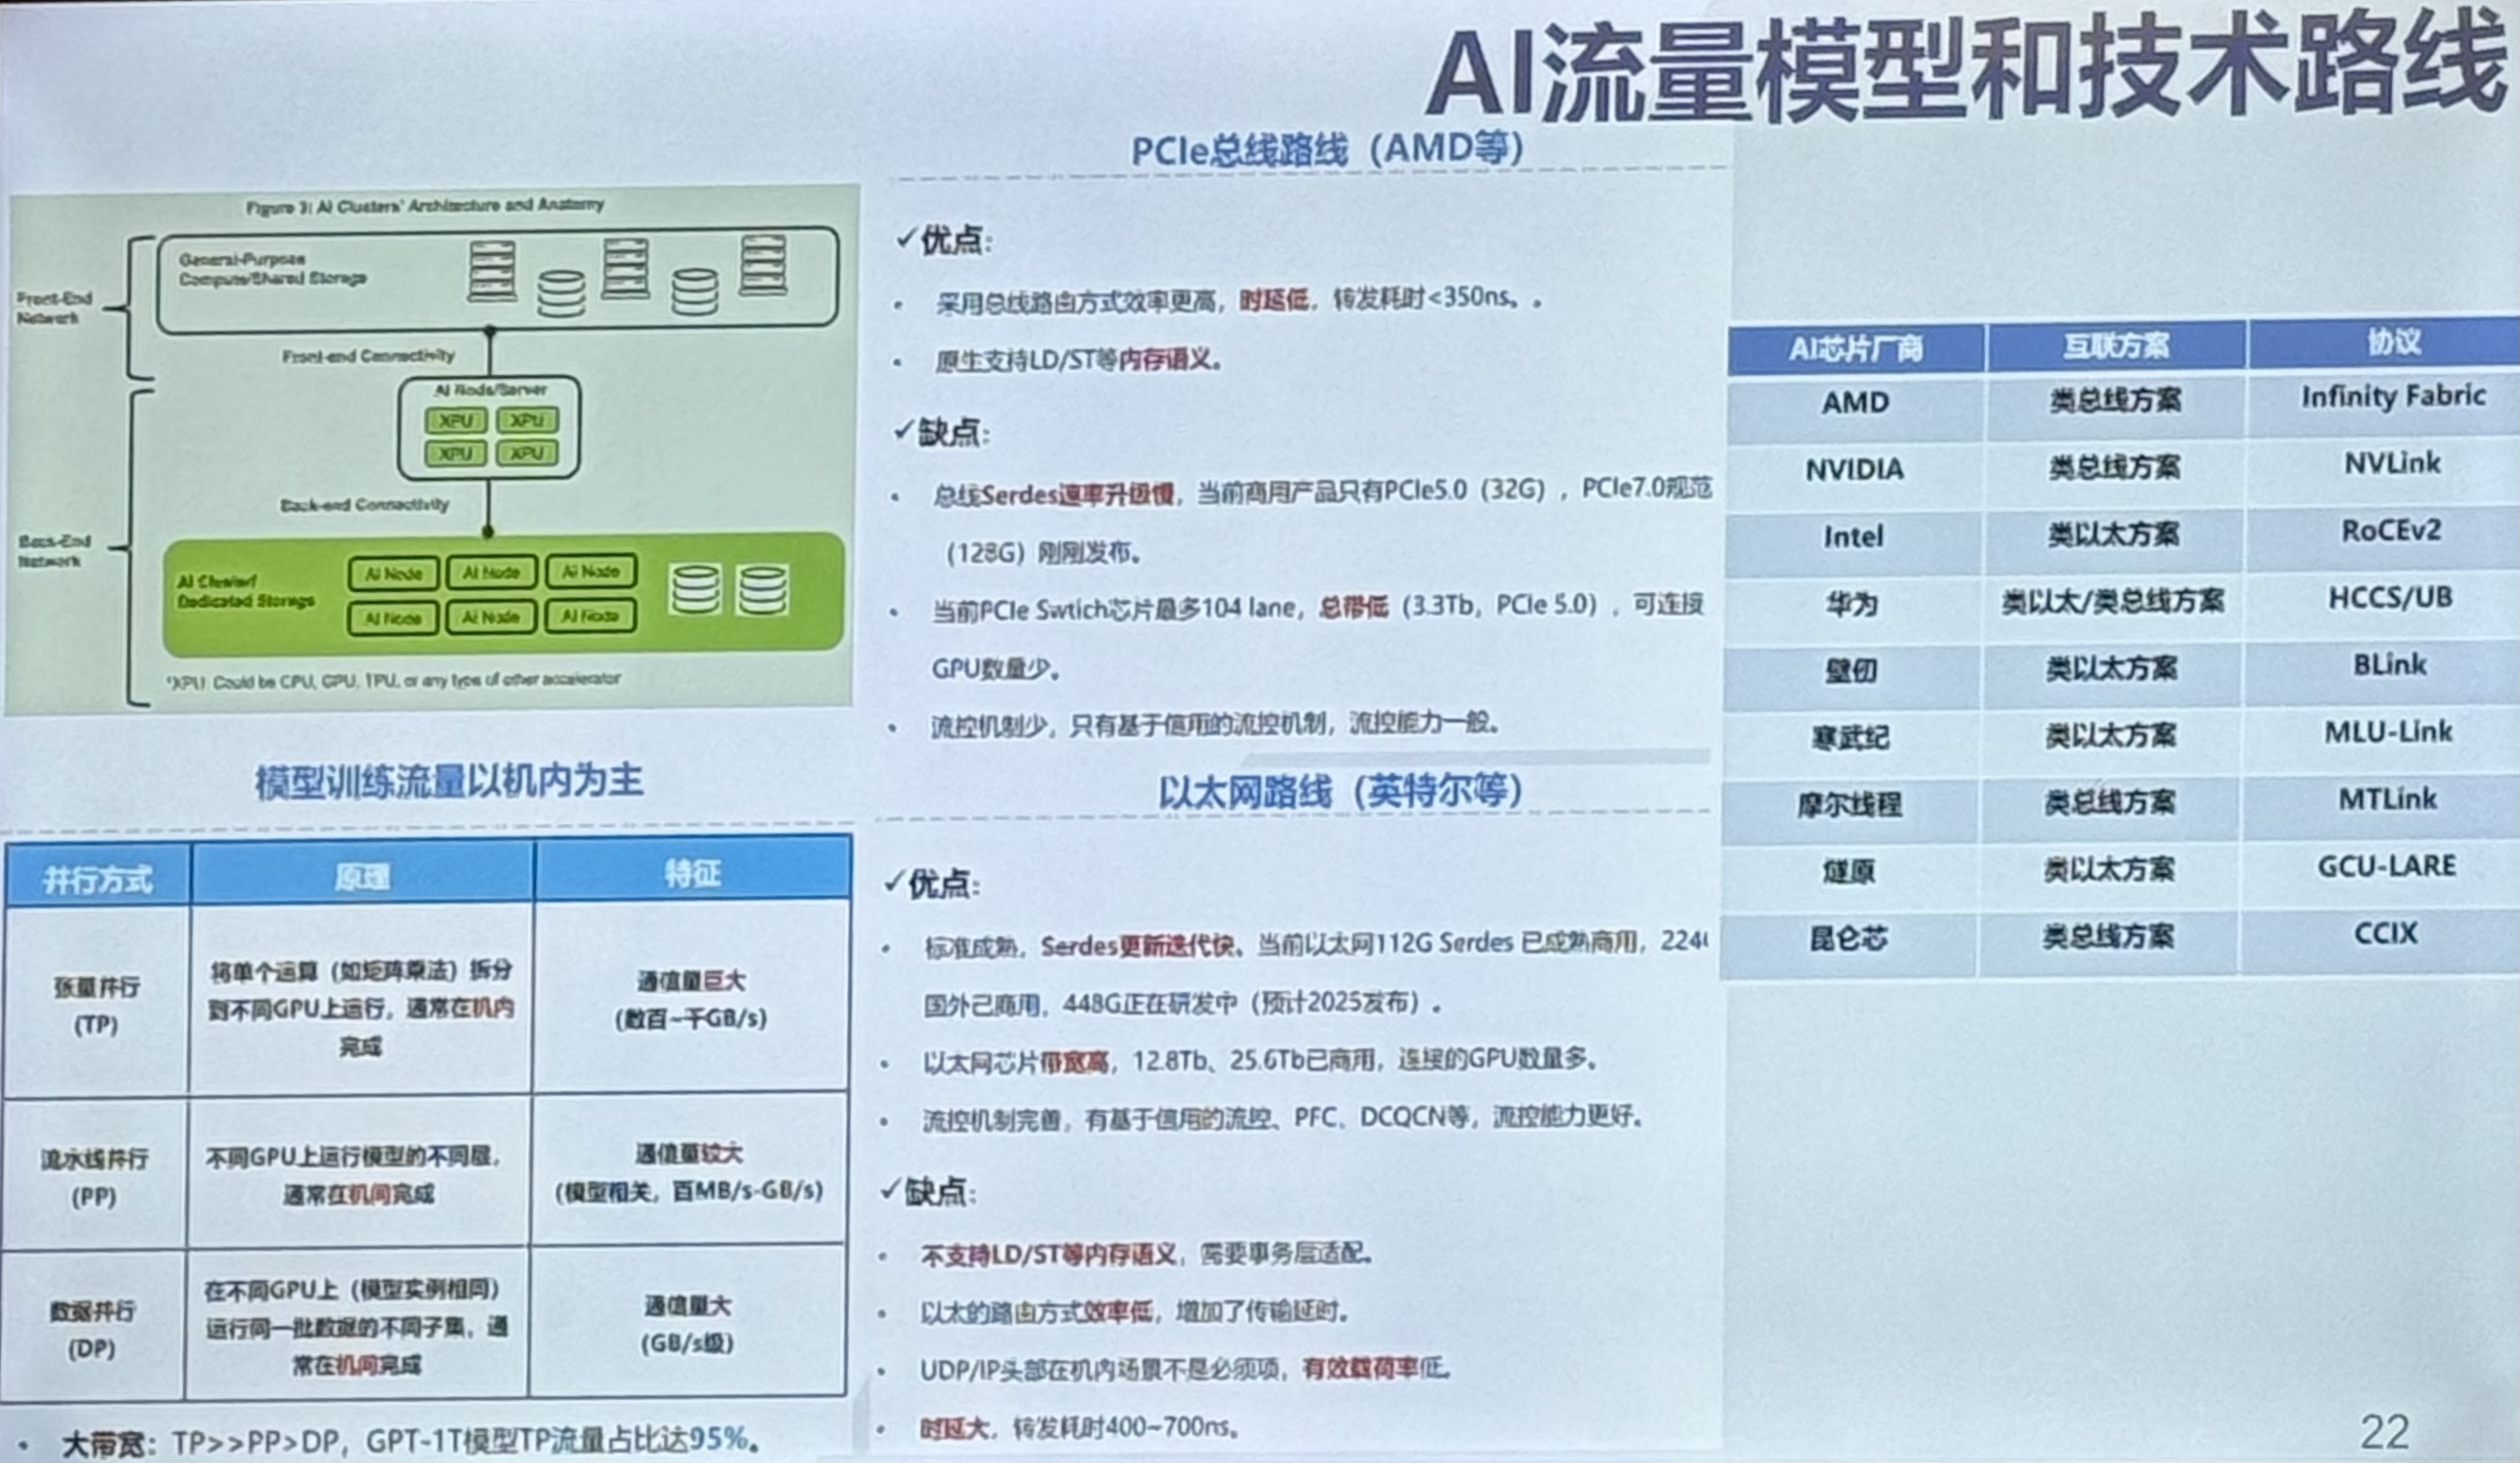 AI流量模型和技术路线
Figure 3: AI Clusters' Architecture and Anatomy
General-Purpose
Compute/Shared Storage
Front-End
Network
Front-end Connectivity
AI Node/Server
XPU XPU
XPU XPU
Back-end Connectivity
Back-End
Network
AI Cluster/
Dedicated Storage
AI Node AI Node AI Node
AI Node AI Node AI Node
*XPU: Could be CPU, GPU, TPU, or any type of other accelerator
模型训练流量以机内为主
并行方式 原理 特征
张量并行
(TP)
将单个运算（如矩阵乘法）拆分
到不同GPU上运行，通常在机内
完成
通信量巨大
(数百~千GB/s)
流水线并行
(PP)
不同GPU上运行模型的不同层，
通常在机间完成
通信量较大
(模型相关，百MB/s-GB/s)
数据并行
(DP)
在不同GPU上（模型实例相同）
运行同一批数据的不同子集，通
常在机间完成
通信量大
(GB/s级)
• 大带宽：TP>>PP>DP，GPT-1T模型TP流量占比达95%。
PCIe总线路线（AMD等）
✓优点：
• 采用总线路由方式效率更高，时延低，转发耗时<350ns。。
• 原生支持LD/ST等内存语义。
✓缺点：
• 总线Serdes速率升级慢，当前商用产品只有PCIe5.0（32G），PCIe7.0规范
（128G）刚刚发布。
• 当前PCIe Swtich芯片最多104 lane，总带低（3.3Tb，PCIe 5.0），可连接
GPU数量少。
• 流控机制少，只有基于信用的流控机制，流控能力一般。
以太网路线（英特尔等）
✓优点：
• 标准成熟，Serdes更新迭代快。当前以太网112G Serdes 已成熟商用，224
国外已商用，448G正在研发中（预计2025发布）。
• 以太网芯片带宽高，12.8Tb、25.6Tb已商用，连接的GPU数量多。
• 流控机制完善，有基于信用的流控、PFC、DCQCN等，流控能力更好。
✓缺点：
• 不支持LD/ST等内存语义，需要事务层适配。
• 以太的路由方式效率低，增加了传输延时。
• UDP/IP头部在机内场景不是必须项，有效载荷率低。
• 时延大，转发耗时400~700ns。
AI芯片厂商 互联方案 协议
AMD 类总线方案 Infinity Fabric
NVIDIA 类总线方案 NVLink
Intel 类以太方案 RoCEv2
华为 类以太/类总线方案 HCCS/UB
壁仞 类以太方案 BLink
寒武纪 类以太方案 MLU-Link
摩尔线程 类总线方案 MTLink
燧原 类以太方案 GCU-LARE
昆仑芯 类总线方案 CCIX
22